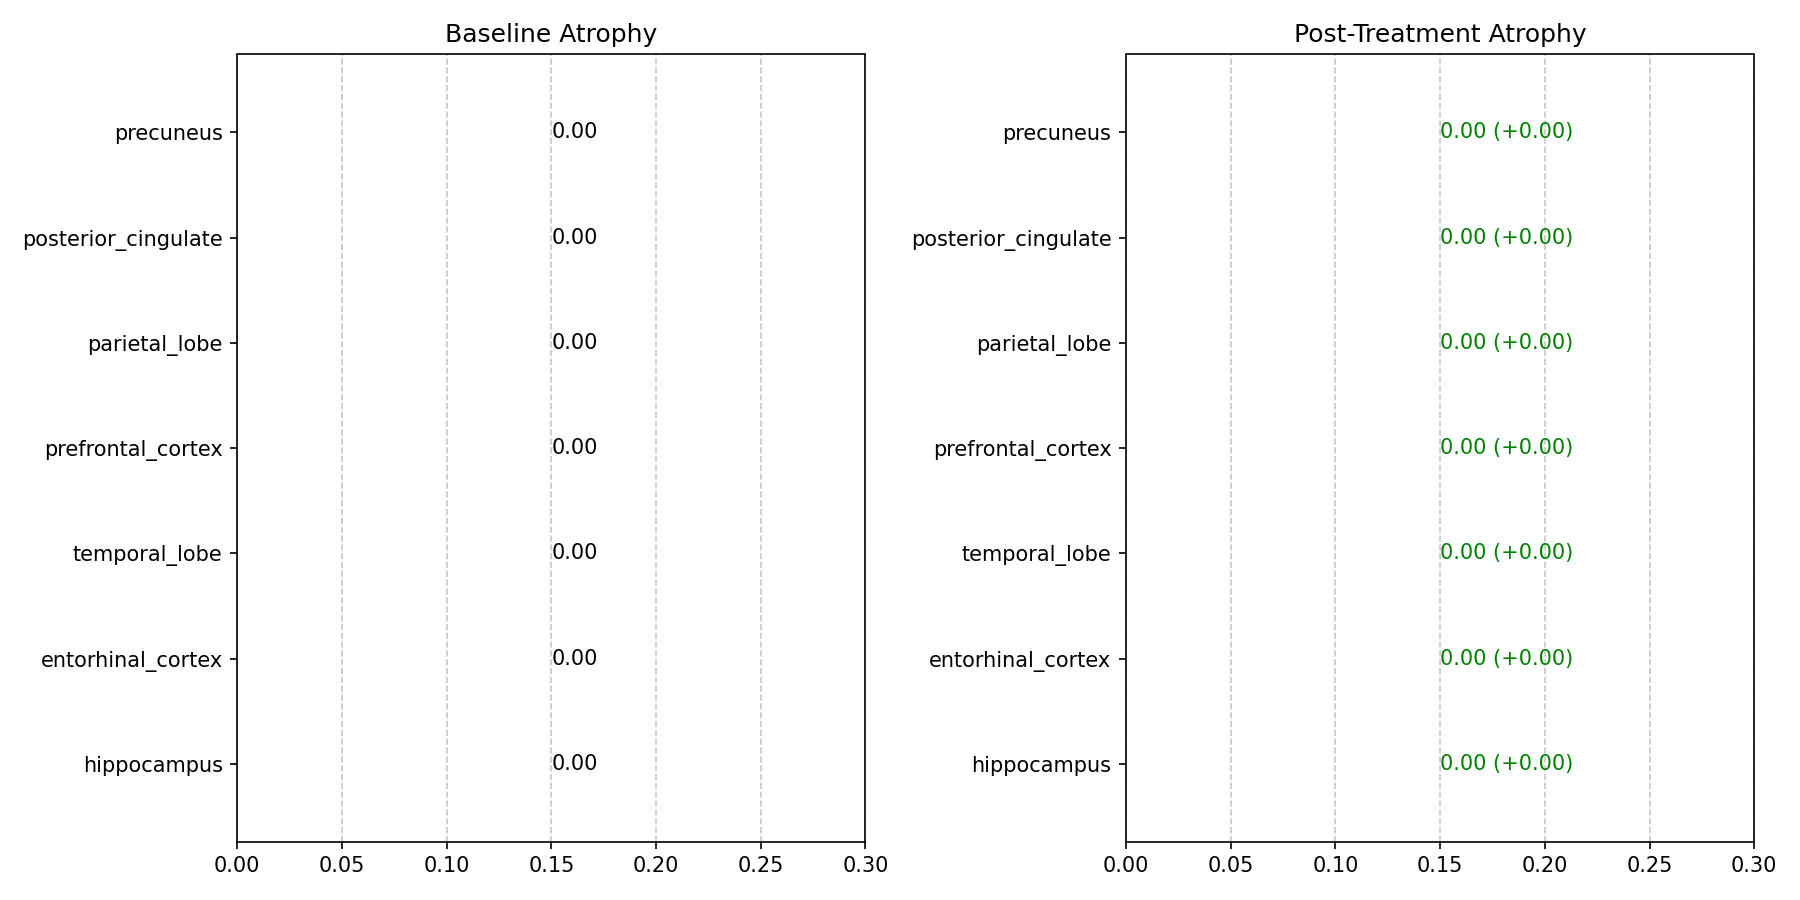 Baseline Atrophy
precuneus 0.00
posterior_cingulate 0.00
parietal_lobe 0.00
prefrontal_cortex 0.00
temporal_lobe 0.00
entorhinal_cortex 0.00
hippocampus 0.00
0.00 0.05 0.10 0.15 0.20 0.25 0.30
Post-Treatment Atrophy
precuneus 0.00 (+0.00)
posterior_cingulate 0.00 (+0.00)
parietal_lobe 0.00 (+0.00)
prefrontal_cortex 0.00 (+0.00)
temporal_lobe 0.00 (+0.00)
entorhinal_cortex 0.00 (+0.00)
hippocampus 0.00 (+0.00)
0.00 0.05 0.10 0.15 0.20 0.25 0.30